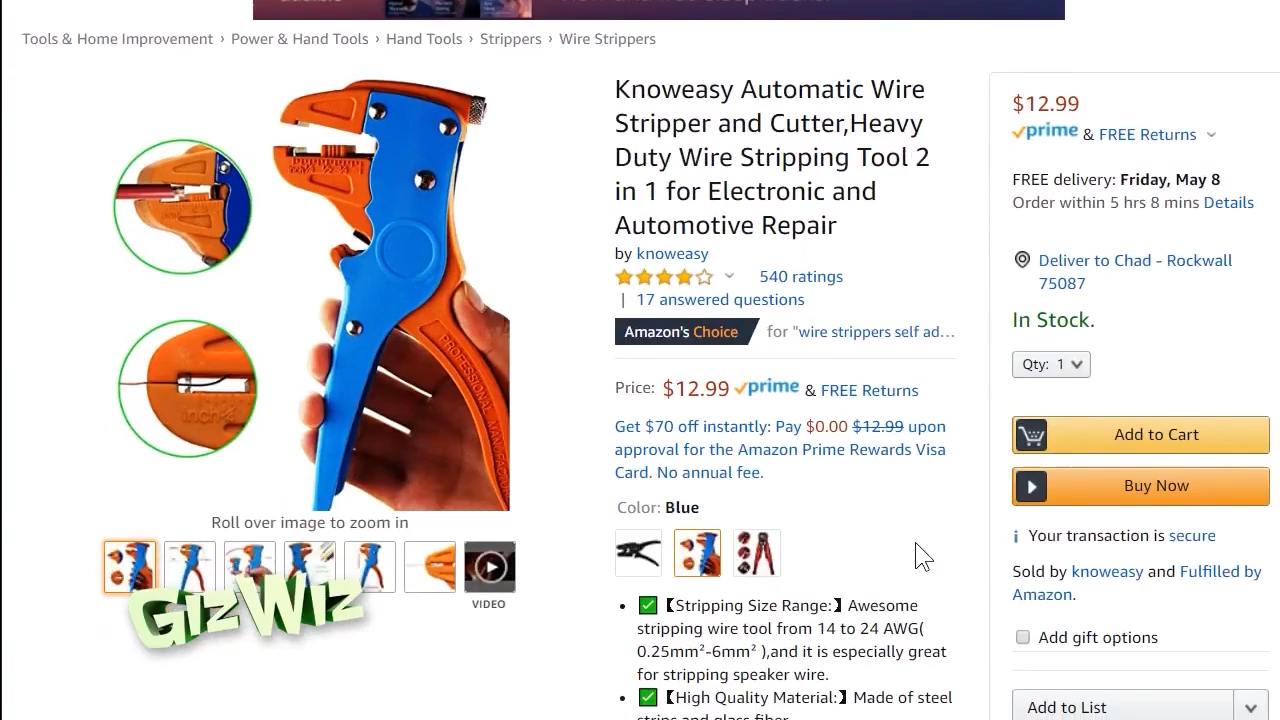 Tools & Home Improvement › Power & Hand Tools › Hand Tools › Strippers › Wire Strippers
Knoweasy Automatic Wire
Stripper and Cutter,Heavy
Duty Wire Stripping Tool 2
in 1 for Electronic and
Automotive Repair
by knoweasy
540 ratings
| 17 answered questions
Amazon's Choice for "wire strippers self ad...
Price: $12.99 prime & FREE Returns
Get $70 off instantly: Pay $0.00 $12.99 upon
approval for the Amazon Prime Rewards Visa
Card. No annual fee.
Color: Blue
PROFESSIONAL MANUFACTUR
inch
Roll over image to zoom in
VIDEO
GizWiz
• ✅【Stripping Size Range:】Awesome
stripping wire tool from 14 to 24 AWG(
0.25mm²-6mm² ),and it is especially great
for stripping speaker wire.
• ✅【High Quality Material:】Made of steel
strips and glass fiber
$12.99
prime & FREE Returns
FREE delivery: Friday, May 8
Order within 5 hrs 8 mins Details
Deliver to Chad - Rockwall
75087
In Stock.
Qty: 1
Add to Cart
Buy Now
Your transaction is secure
Sold by knoweasy and Fulfilled by
Amazon.
Add gift options
Add to List